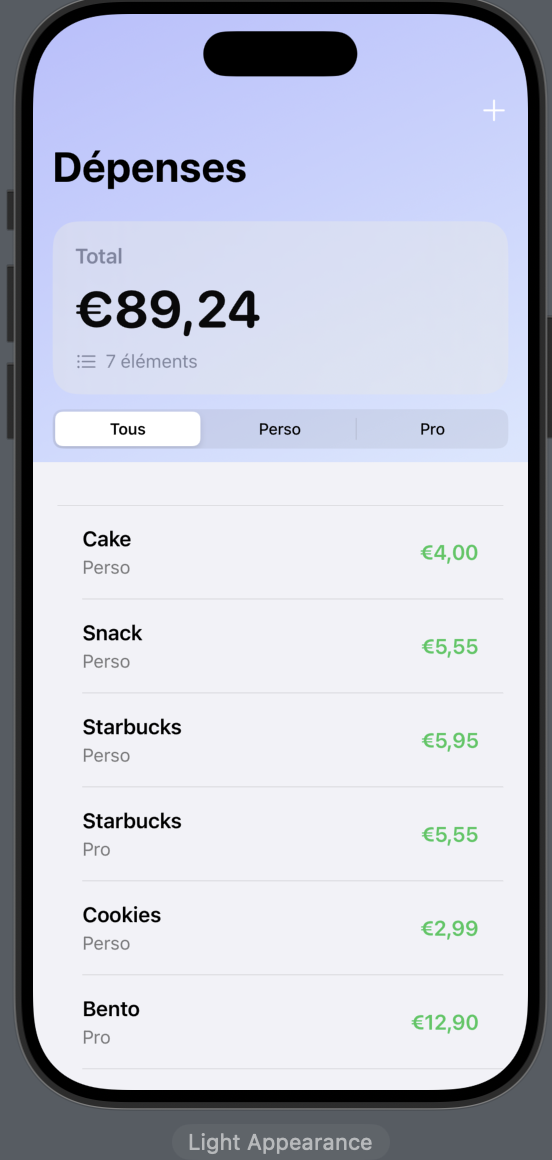 Dépenses
Total
€89,24
7 éléments
Tous Perso Pro
Cake
Perso
€4,00
Snack
Perso
€5,55
Starbucks
Perso
€5,95
Starbucks
Pro
€5,55
Cookies
Perso
€2,99
Bento
Pro
€12,90
Light Appearance